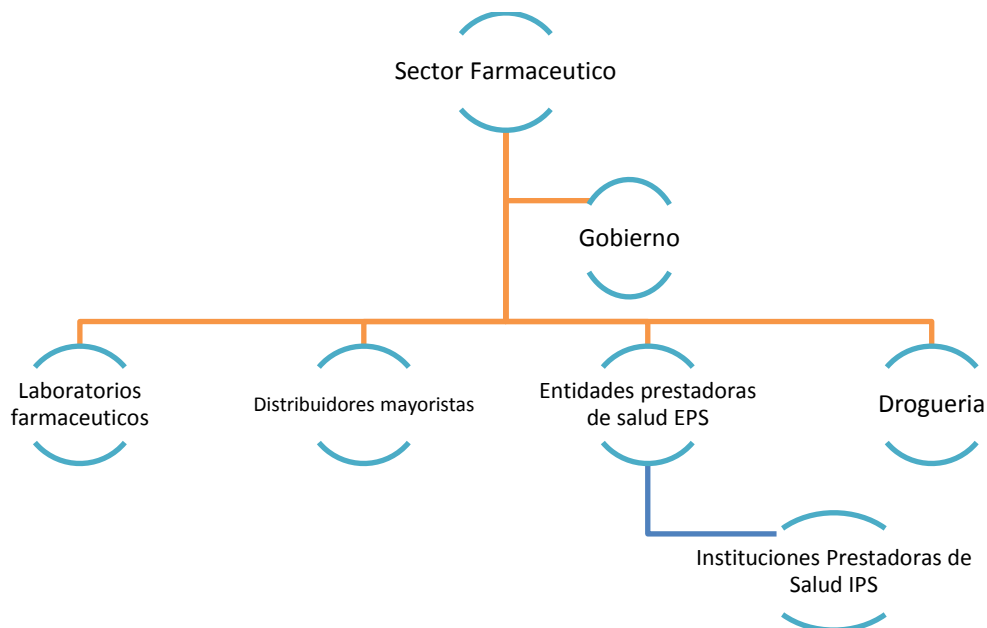 Sector Farmaceutico
Gobierno
Laboratorios
farmaceuticos
Distribuidores mayoristas
Entidades prestadoras
de salud EPS
Drogueria
Instituciones Prestadoras de
Salud IPS